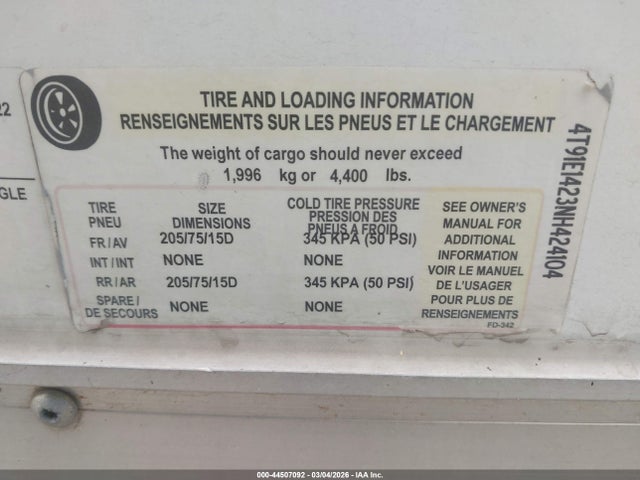 22
GLE
TIRE AND LOADING INFORMATION
RENSEIGNEMENTS SUR LES PNEUS ET LE CHARGEMENT
The weight of cargo should never exceed
1,996 kg or 4,400 lbs.
TIRE SIZE COLD TIRE PRESSURE
PNEU DIMENSIONS PRESSION DES PNEUS A FROID
FR/AV 205/75/15D 345 KPA (50 PSI)
INT/INT NONE NONE
RR/AR 205/75/15D 345 KPA (50 PSI)
SPARE/ NONE NONE
DE SECOURS
SEE OWNER'S
MANUAL FOR
ADDITIONAL
INFORMATION
VOIR LE MANUEL
DE L'USAGER
POUR PLUS DE
RENSEIGNEMENTS
FD-342
4T91E1423NH424104
000-44507092 - 03/04/2026 - IAA Inc.